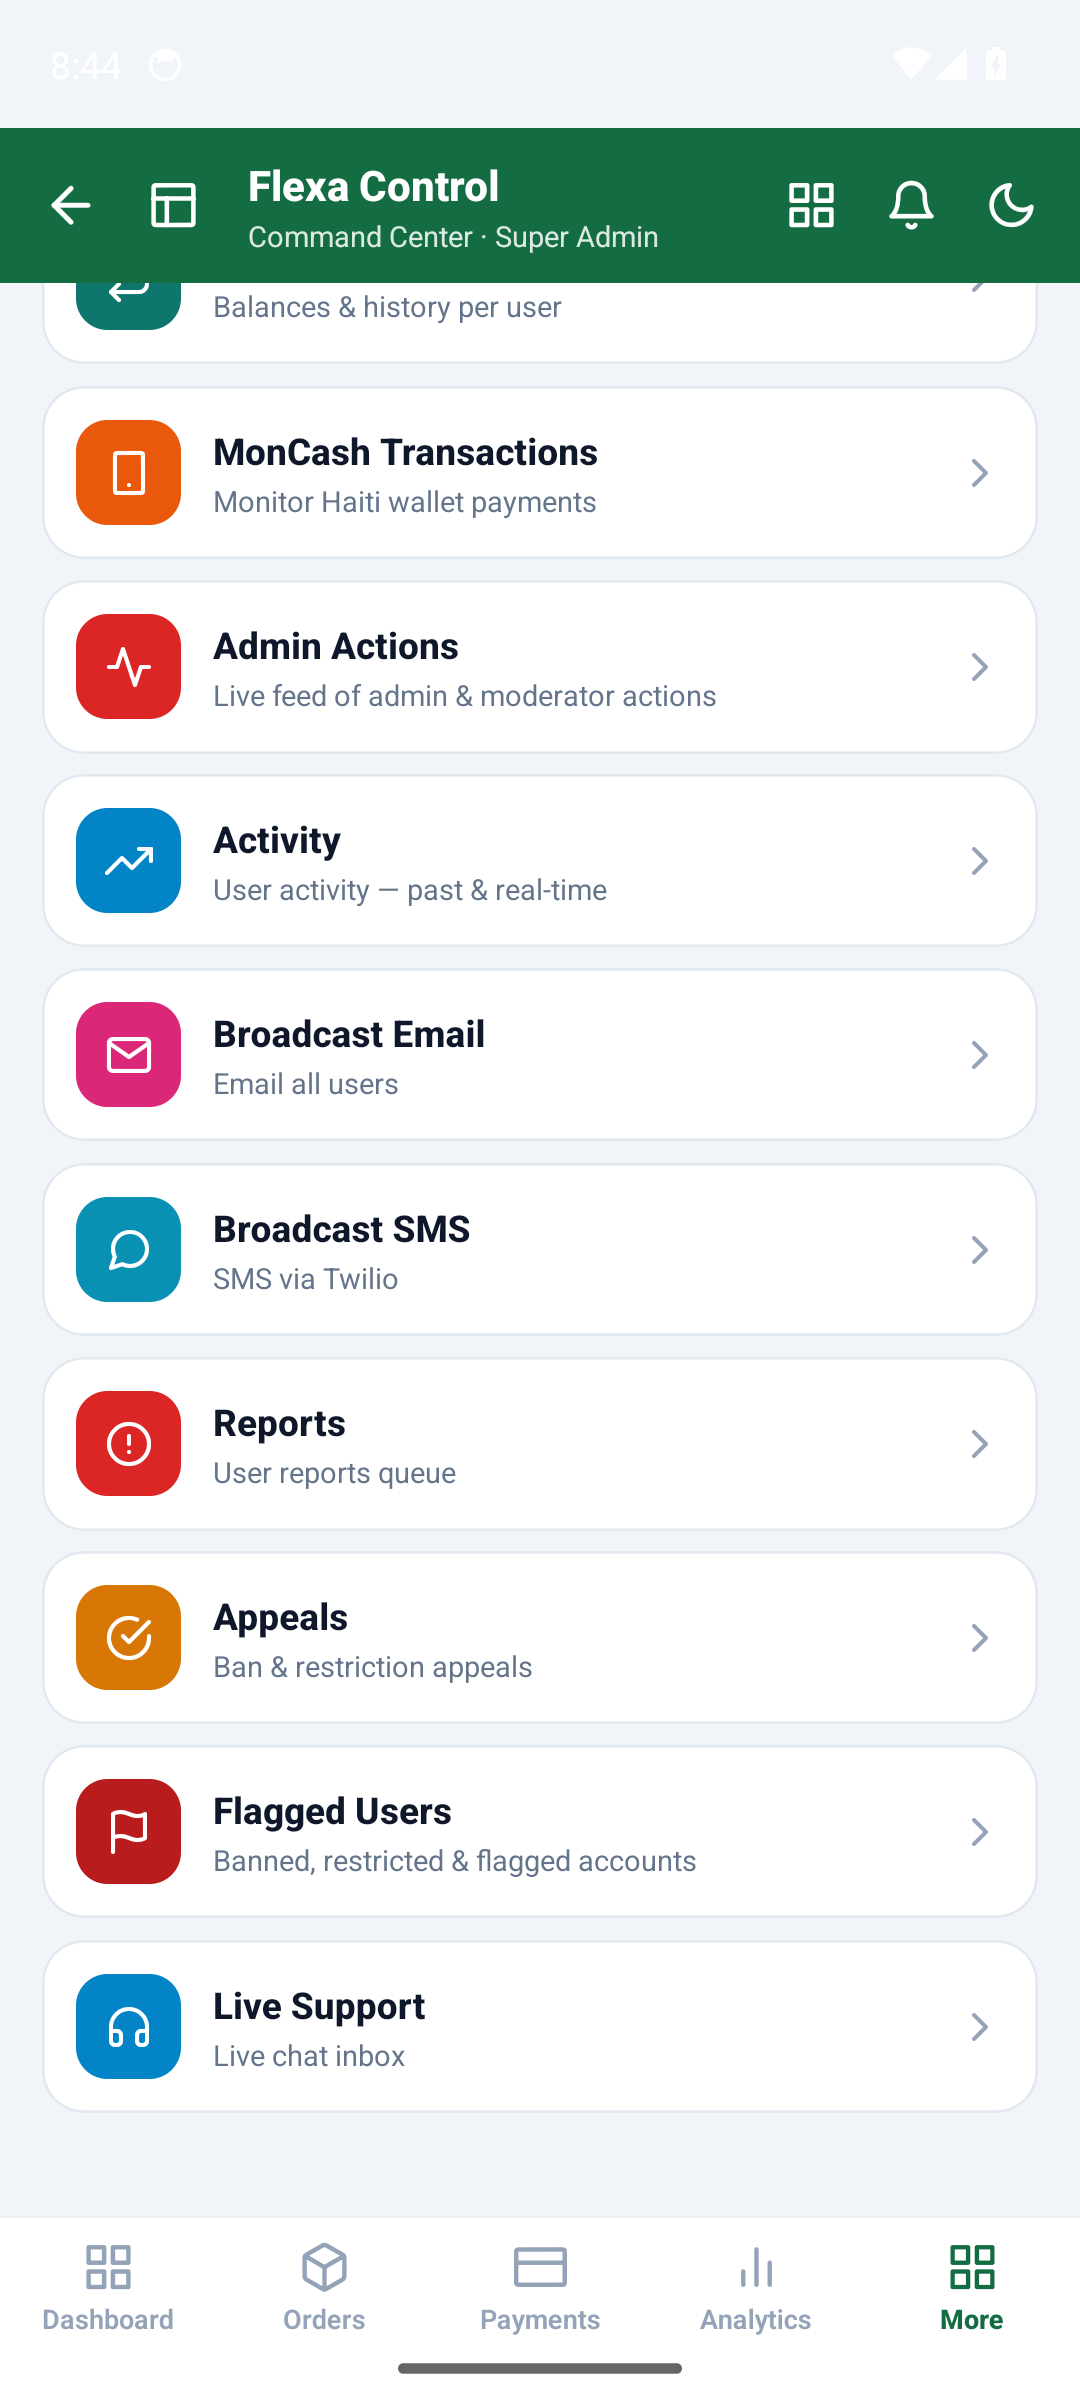 8:44
Flexa Control
Command Center · Super Admin
Balances & history per user
MonCash Transactions
Monitor Haiti wallet payments
Admin Actions
Live feed of admin & moderator actions
Activity
User activity — past & real-time
Broadcast Email
Email all users
Broadcast SMS
SMS via Twilio
Reports
User reports queue
Appeals
Ban & restriction appeals
Flagged Users
Banned, restricted & flagged accounts
Live Support
Live chat inbox
Dashboard
Orders
Payments
Analytics
More